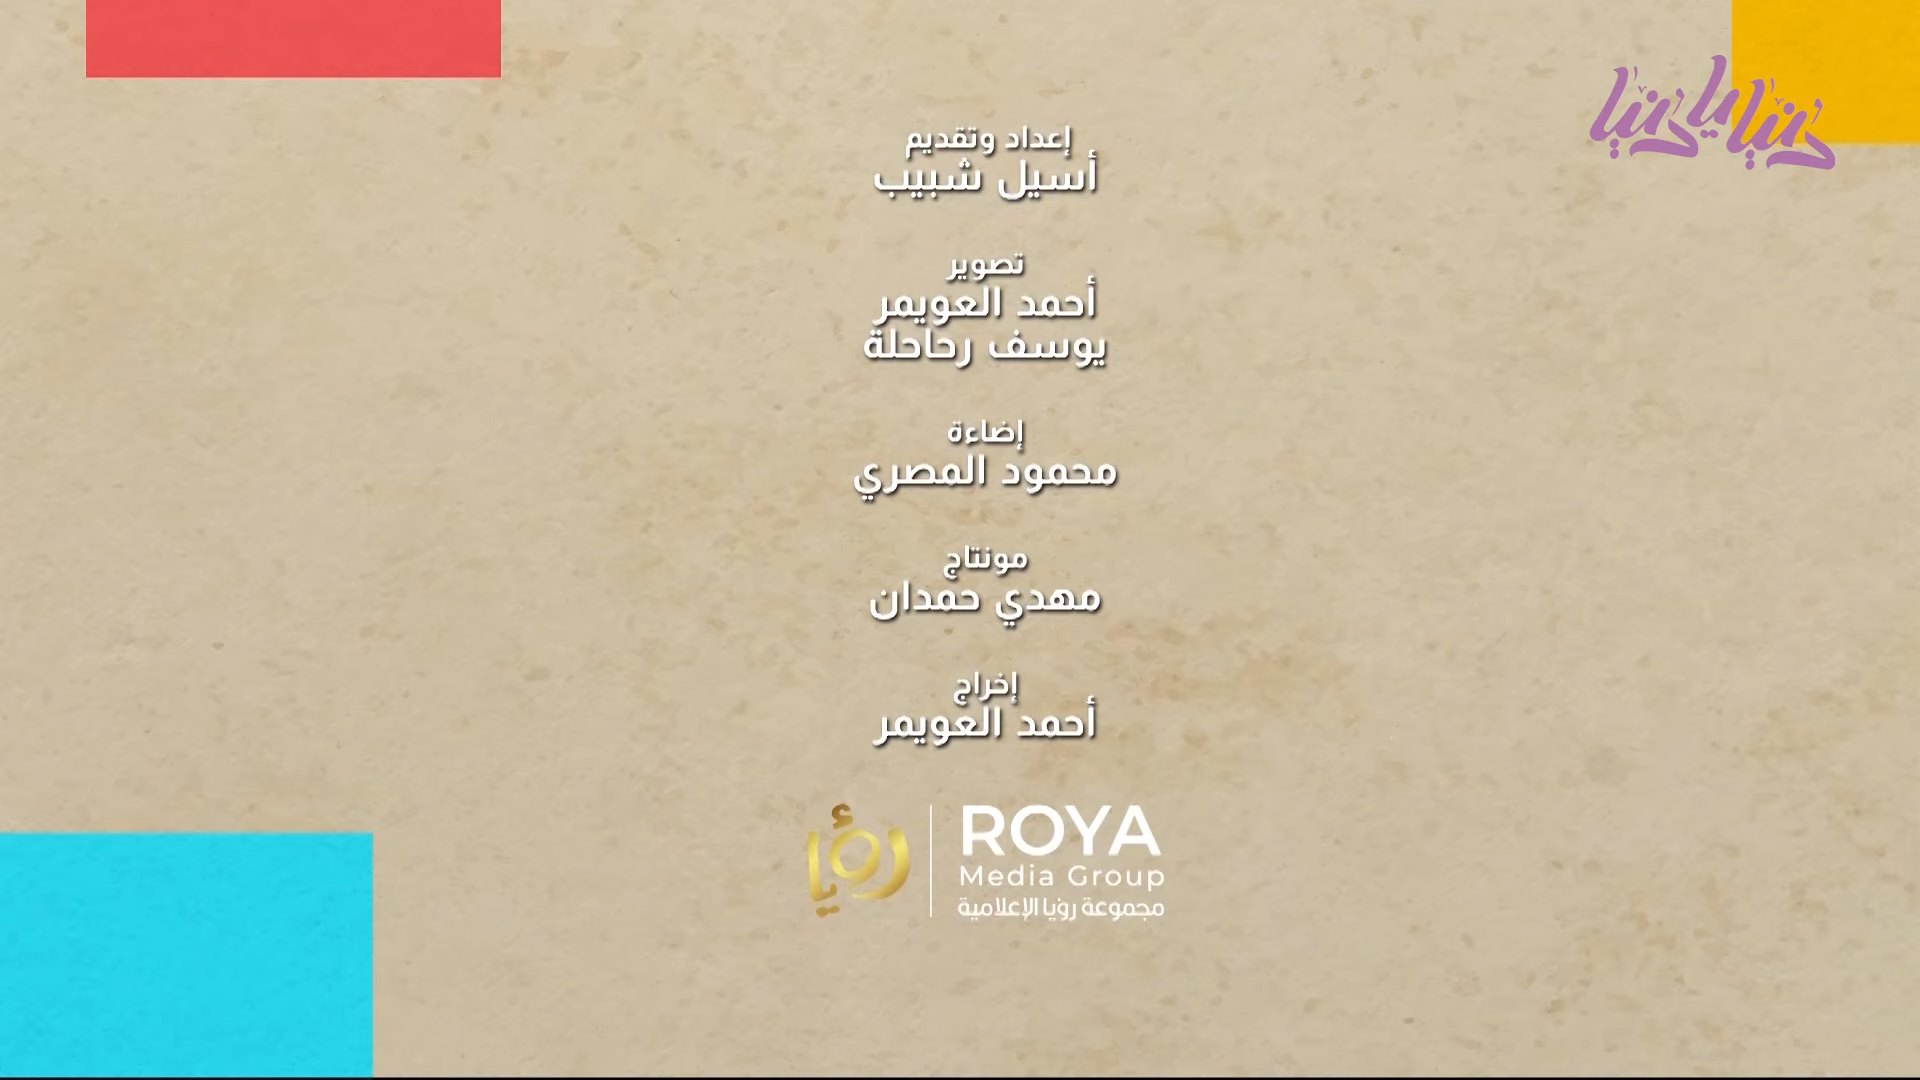 دنيا يا دنيا
إعداد وتقديم
أسيل شبيب
تصوير
أحمد العويمر
يوسف رحاحلة
إضاءة
محمود المصري
مونتاج
مهدي حمدان
إخراج
أحمد العويمر
رؤيا
ROYA
Media Group
مجموعة رؤيا الإعلامية